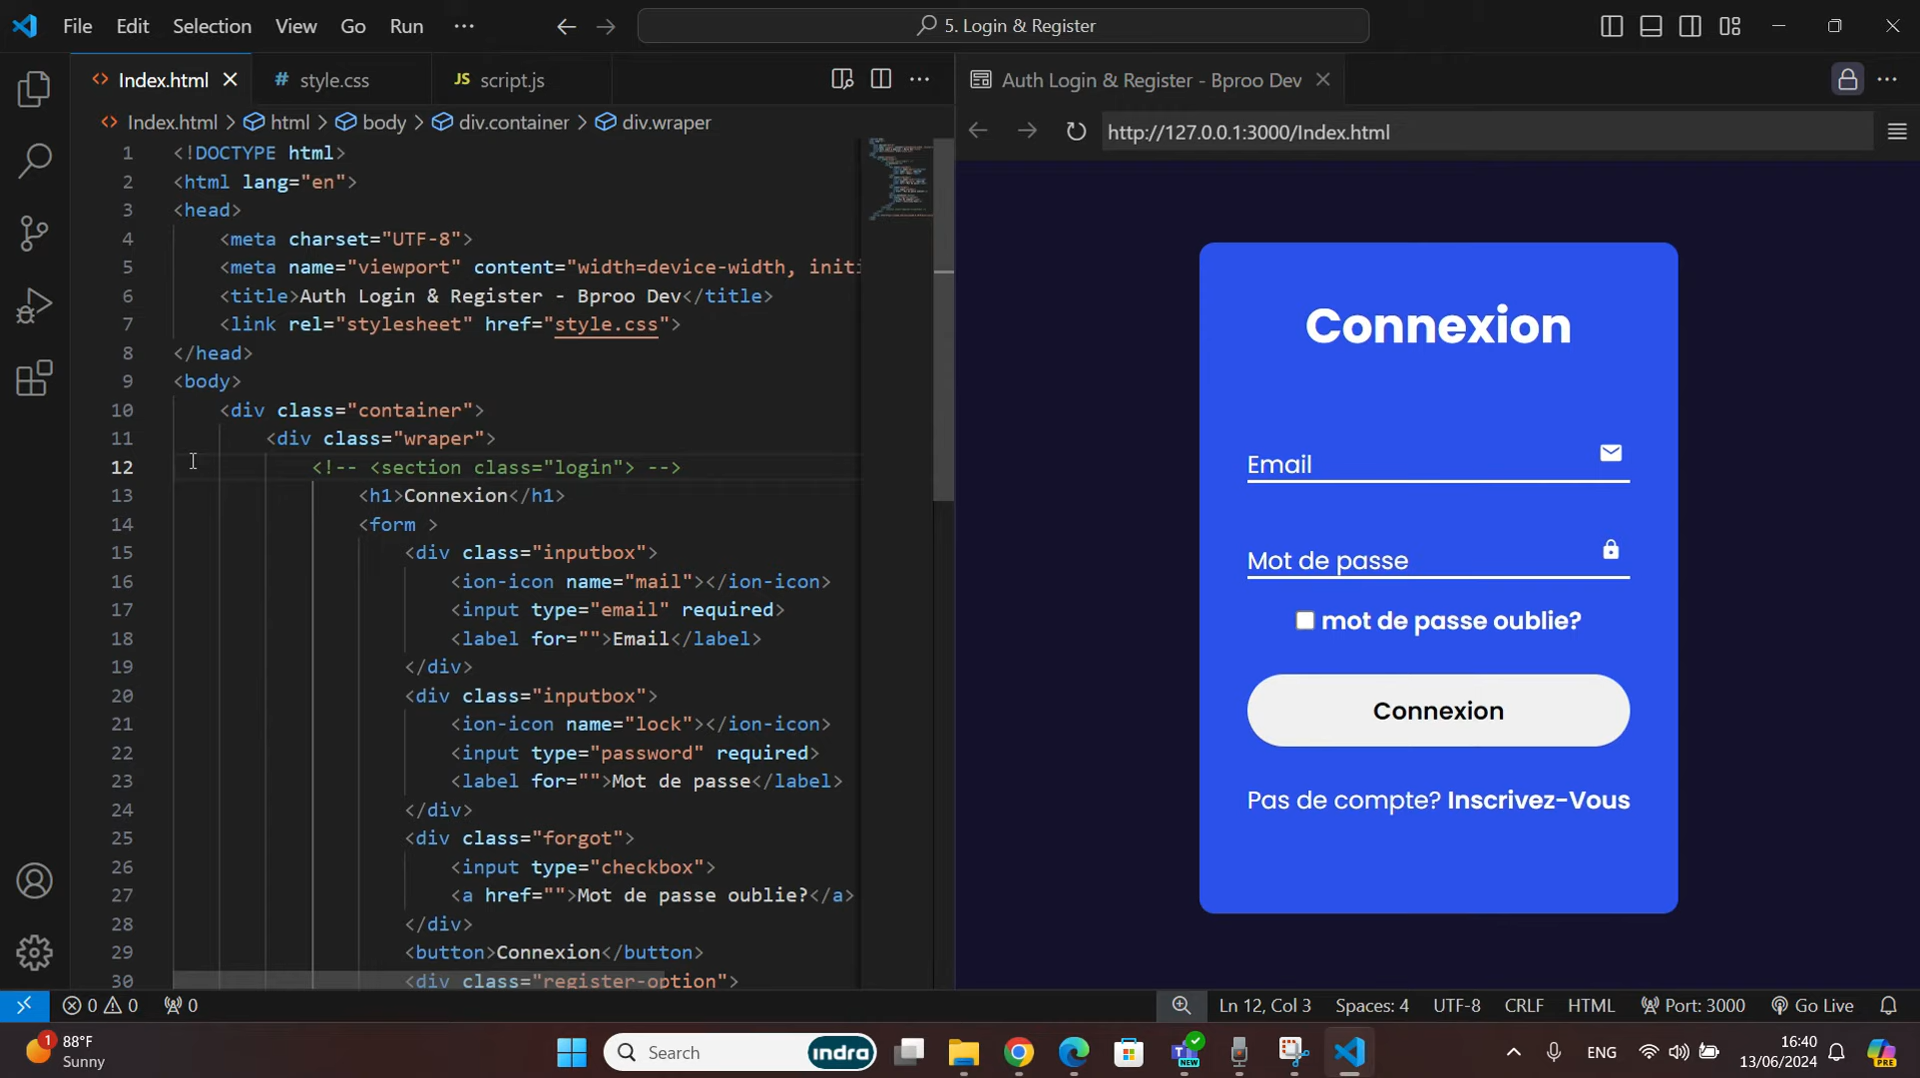 File Edit Selection View Go Run ··· 5. Login & Register
Index.html style.css JS script.js
Index.html > html > body > div.container > div.wraper
1 <!DOCTYPE html>
2 <html lang="en">
3 <head>
4 <meta charset="UTF-8">
5 <meta name="viewport" content="width=device-width, initi
6 <title>Auth Login & Register - Bproo Dev</title>
7 <link rel="stylesheet" href="style.css">
8 </head>
9 <body>
10 <div class="container">
11 <div class="wraper">
12 <!-- <section class="login"> -->
13 <h1>Connexion</h1>
14 <form >
15 <div class="inputbox">
16 <ion-icon name="mail"></ion-icon>
17 <input type="email" required>
18 <label for="">Email</label>
19 </div>
20 <div class="inputbox">
21 <ion-icon name="lock"></ion-icon>
22 <input type="password" required>
23 <label for="">Mot de passe</label>
24 </div>
25 <div class="forgot">
26 <input type="checkbox">
27 <a href="">Mot de passe oublie?</a>
28 </div>
29 <button>Connexion</button>
30 <div class="register-option">
Auth Login & Register - Bproo Dev
http://127.0.0.1:3000/Index.html
Connexion
Email
Mot de passe
mot de passe oublie?
Connexion
Pas de compte? Inscrivez-Vous
0 0 0 Ln 12, Col 3 Spaces: 4 UTF-8 CRLF HTML Port: 3000 Go Live
1 88°F
Sunny
Search indra NEW ENG
16:40
13/06/2024
PRE